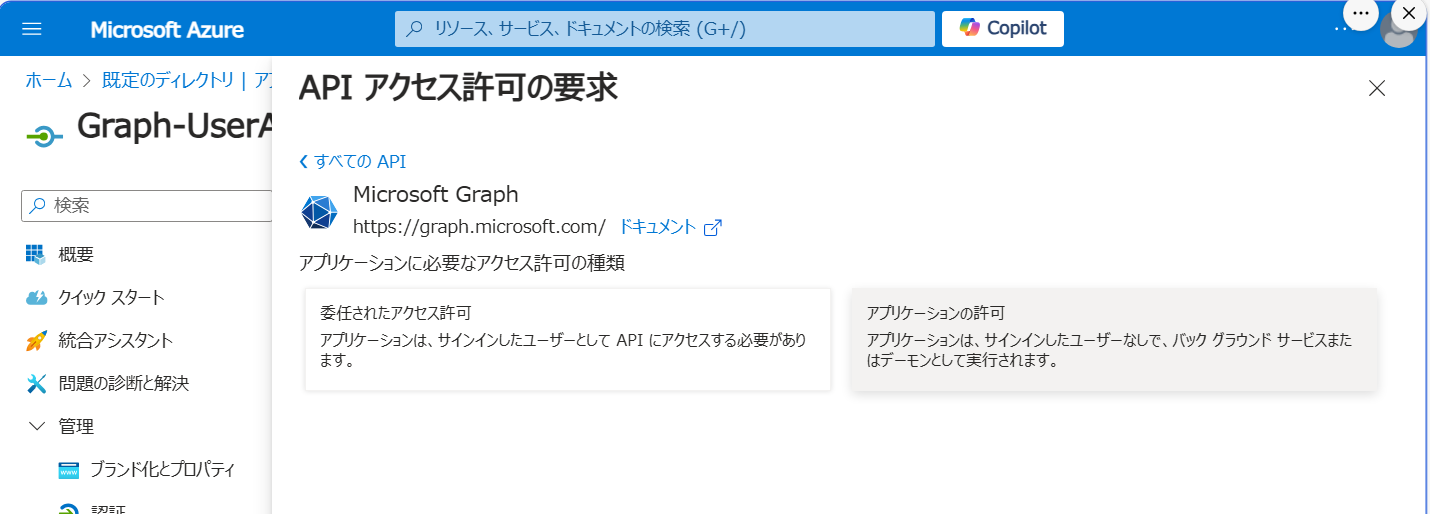 Microsoft Azure
リソース、サービス、ドキュメントの検索 (G+/)
Copilot
ホーム > 既定のディレクトリ |
Graph-UserA
検索
概要
クイック スタート
統合アシスタント
問題の診断と解決
管理
ブランド化とプロパティ
認証
API アクセス許可の要求
すべての API
Microsoft Graph
https://graph.microsoft.com/ ドキュメント
アプリケーションに必要なアクセス許可の種類
委任されたアクセス許可
アプリケーションは、サインインしたユーザーとして API にアクセスする必要があり
ます。
アプリケーションの許可
アプリケーションは、サインインしたユーザーなしで、バック グラウンド サービスまた
はデーモンとして実行されます。